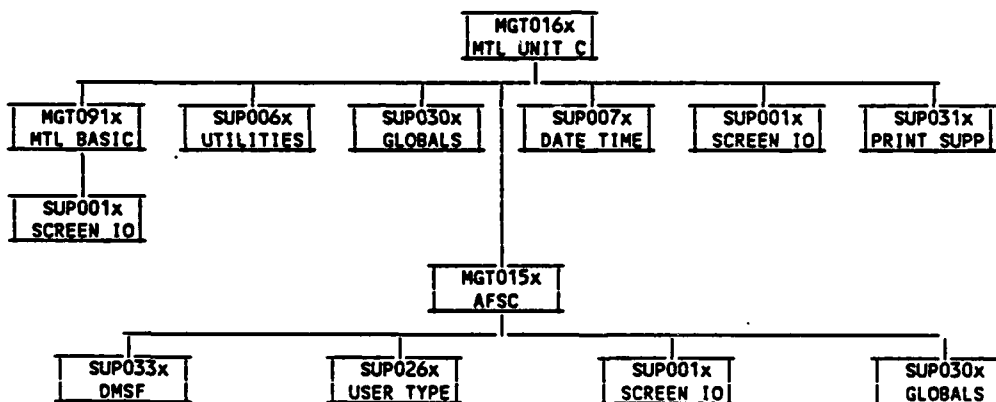 MGT016x
MTL UNIT C
MGT091x
MTL BASIC
SUP006x
UTILITIES
SUP030x
GLOBALS
SUP007x
DATE TIME
SUP001x
SCREEN IO
SUP031x
PRINT SUPP
SUP001x
SCREEN IO
MGT015x
AFSC
SUP033x
DMSF
SUP026x
USER TYPE
SUP001x
SCREEN IO
SUP030x
GLOBALS